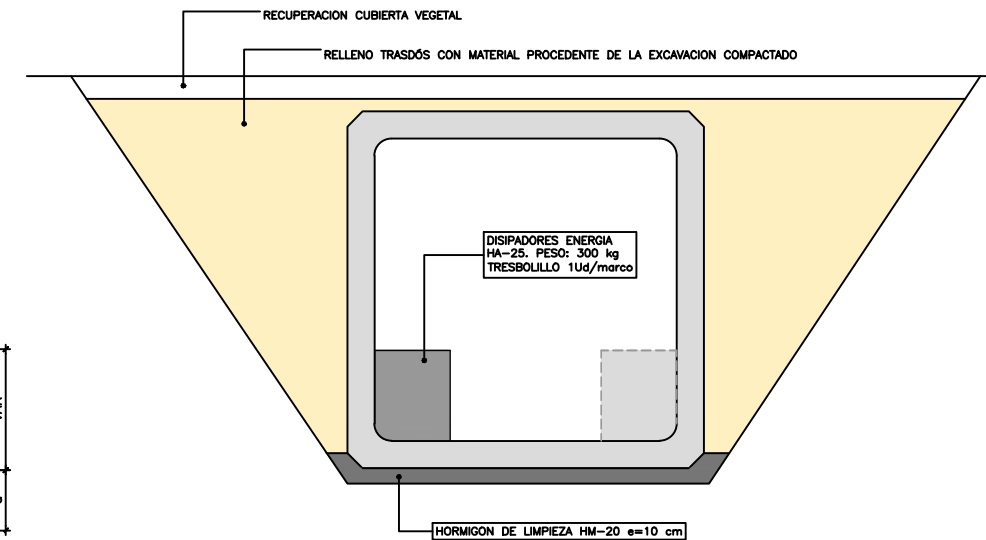 RECUPERACION CUBIERTA VEGETAL
RELLENO TRASDÓS CON MATERIAL PROCEDENTE DE LA EXCAVACION COMPACTADO
DISIPADORES ENERGIA
HA-25. PESO: 300 kg
TRESBOLILLO 1Ud/marco
HORMIGON DE LIMPIEZA HM-20 e=10 cm